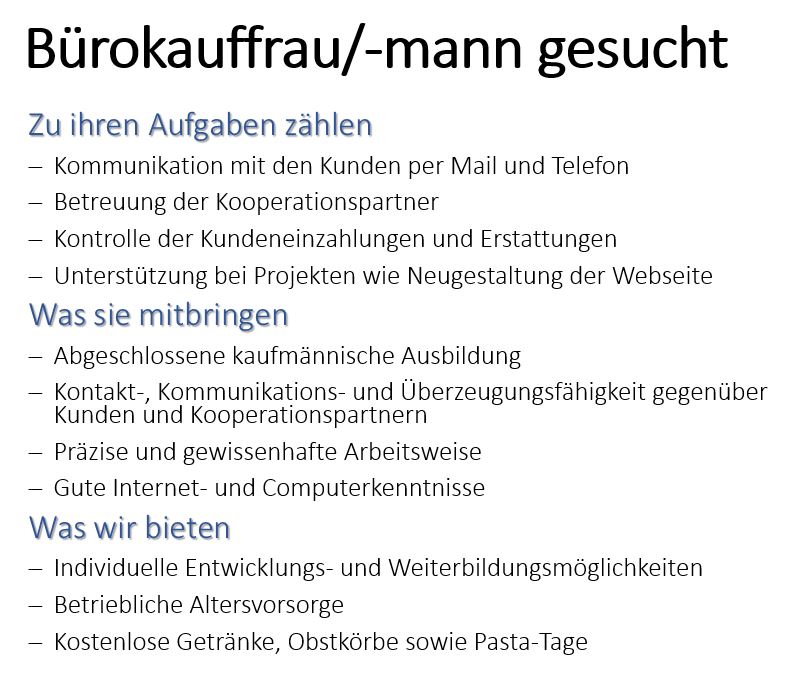 Bürokauffrau/-mann gesucht
Zu ihren Aufgaben zählen
– Kommunikation mit den Kunden per Mail und Telefon
– Betreuung der Kooperationspartner
– Kontrolle der Kundeneinzahlungen und Erstattungen
– Unterstützung bei Projekten wie Neugestaltung der Webseite
Was sie mitbringen
– Abgeschlossene kaufmännische Ausbildung
– Kontakt-, Kommunikations- und Überzeugungsfähigkeit gegenüber
Kunden und Kooperationspartnern
– Präzise und gewissenhafte Arbeitsweise
– Gute Internet- und Computerkenntnisse
Was wir bieten
– Individuelle Entwicklungs- und Weiterbildungsmöglichkeiten
– Betriebliche Altersvorsorge
– Kostenlose Getränke, Obstkörbe sowie Pasta-Tage